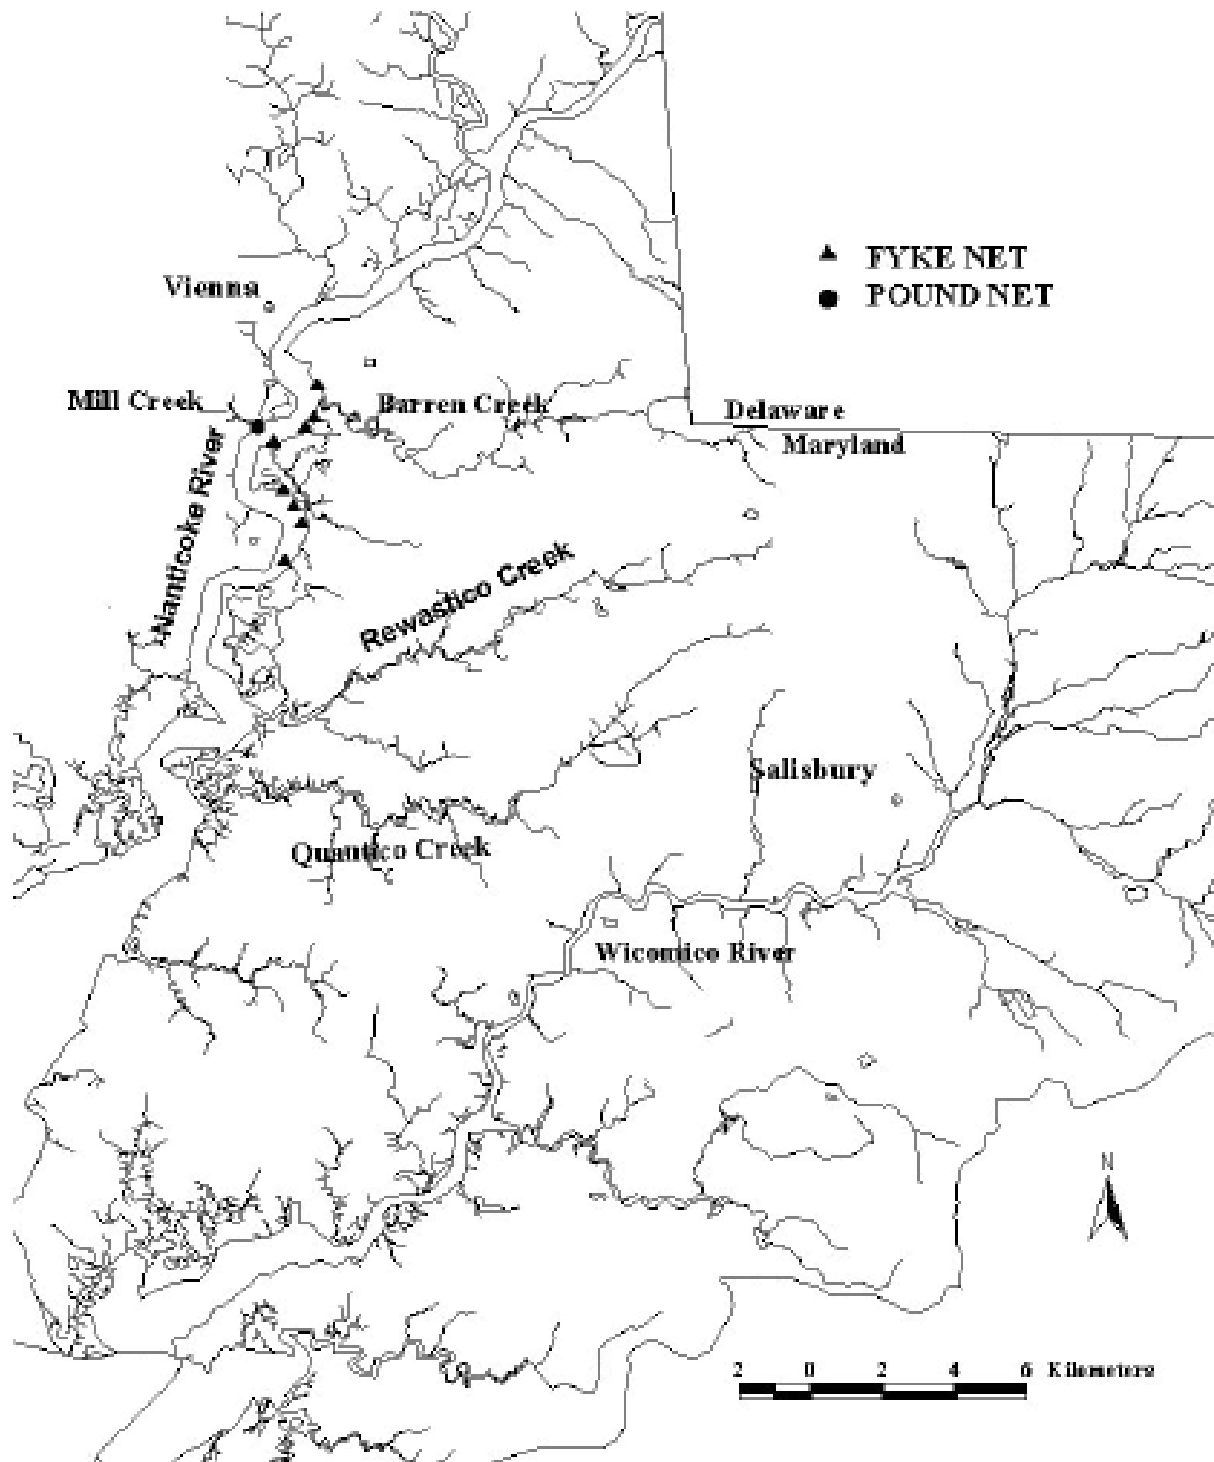 FYKE NET
Vienna
POUND NET
Mill Creek
Barren Creek
Delaware
Maryland
Nanticoke River
Rewastico Creek
Salisbury
Quantico Creek
Wicomico River
N
2 0 2 4 6 Kilometers